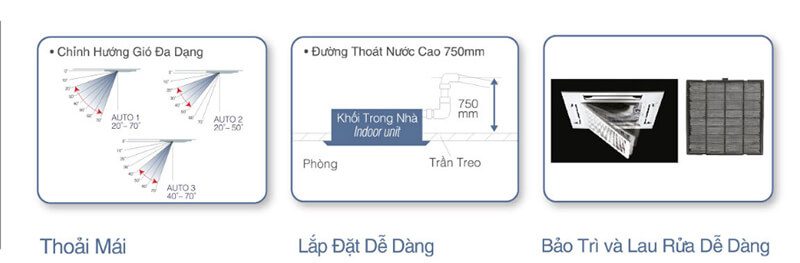 • Chỉnh Hướng Gió Đa Dạng
AUTO 1
20˚~ 70˚
AUTO 2
20˚~ 50˚
AUTO 3
40˚~ 70˚
• Đường Thoát Nước Cao 750mm
750
mm
Khối Trong Nhà
Indoor unit
Phòng
Trần Treo
Thoải Mái
Lắp Đặt Dễ Dàng
Bảo Trì và Lau Rửa Dễ Dàng